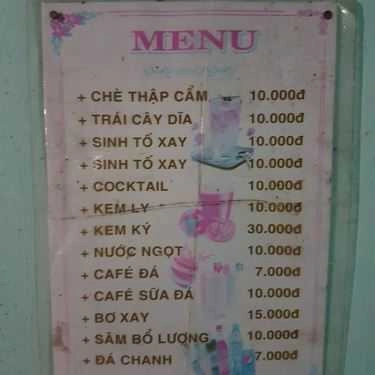 MENU
+ CHÈ THẬP CẨM 10.000đ
+ TRÁI CÂY DĨA 10.000đ
+ SINH TỐ XAY 10.000đ
+ SINH TỐ XAY 10.000đ
+ COCKTAIL 10.000đ
+ KEM LY 10.000đ
+ KEM KÝ 30.000đ
+ NƯỚC NGỌT 10.000đ
+ CAFÉ ĐÁ 7.000đ
+ CAFÉ SỮA ĐÁ 10.000đ
+ BƠ XAY 15.000đ
+ SÂM BỔ LƯỢNG 10.000đ
+ ĐÁ CHANH 7.000đ